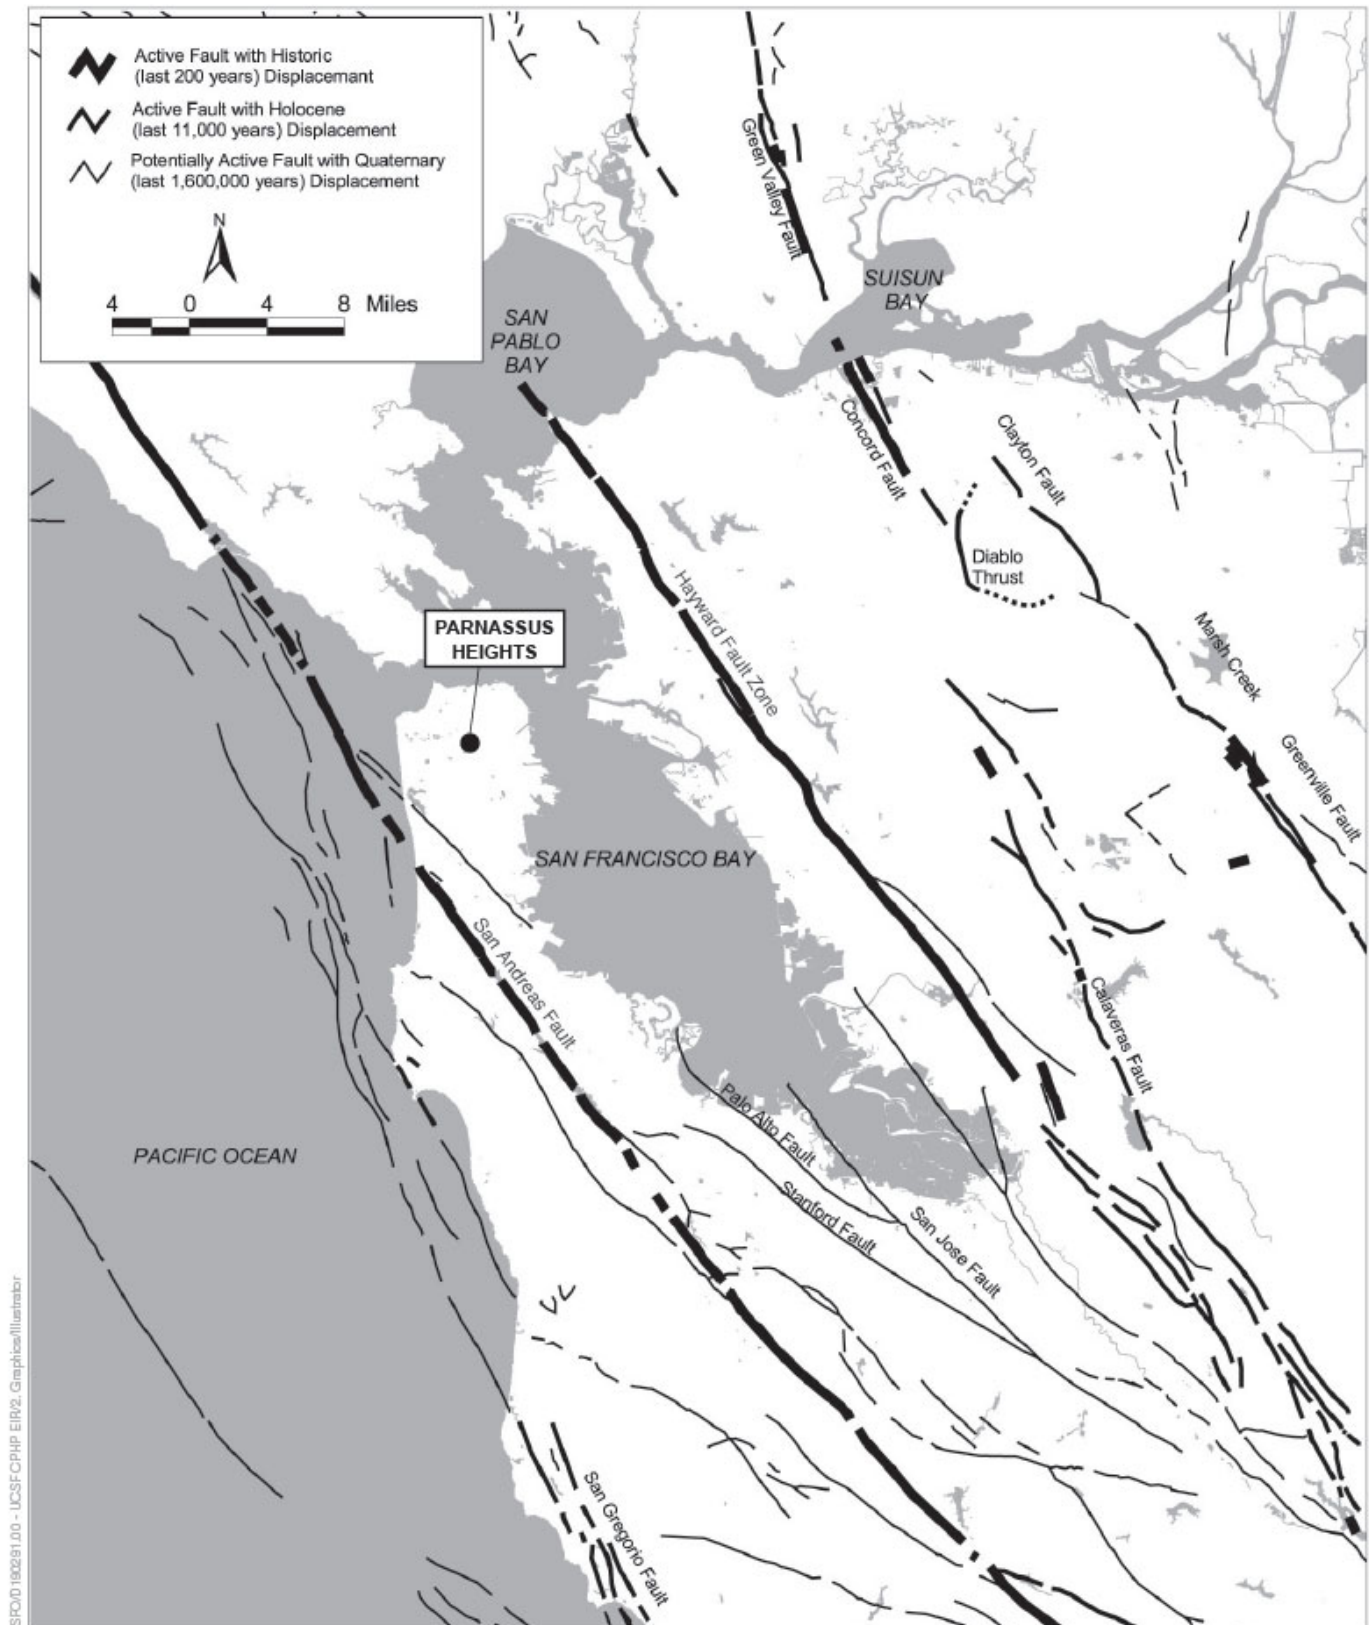 Active Fault with Historic
(last 200 years) Displacemant
Active Fault with Holocene
(last 11,000 years) Displacement
Potentially Active Fault with Quaternary
(last 1,600,000 years) Displacement
N
4 0 4 8 Miles
Green Valley Fault
SUISUN
BAY
SAN
PABLO
BAY
Concord Fault
Clayton Fault
Diablo
Thrust
Hayward Fault Zone
PARNASSUS
HEIGHTS
Marsh Creek
Greenville Fault
SAN FRANCISCO BAY
San Andreas Fault
Calaveras Fault
PACIFIC OCEAN
Palo Alto Fault
Stanford Fault
San Jose Fault
San Gregorio Fault
SFO/D190291.00 - UCSF CPHP EIR/2. Graphics/Illustrator